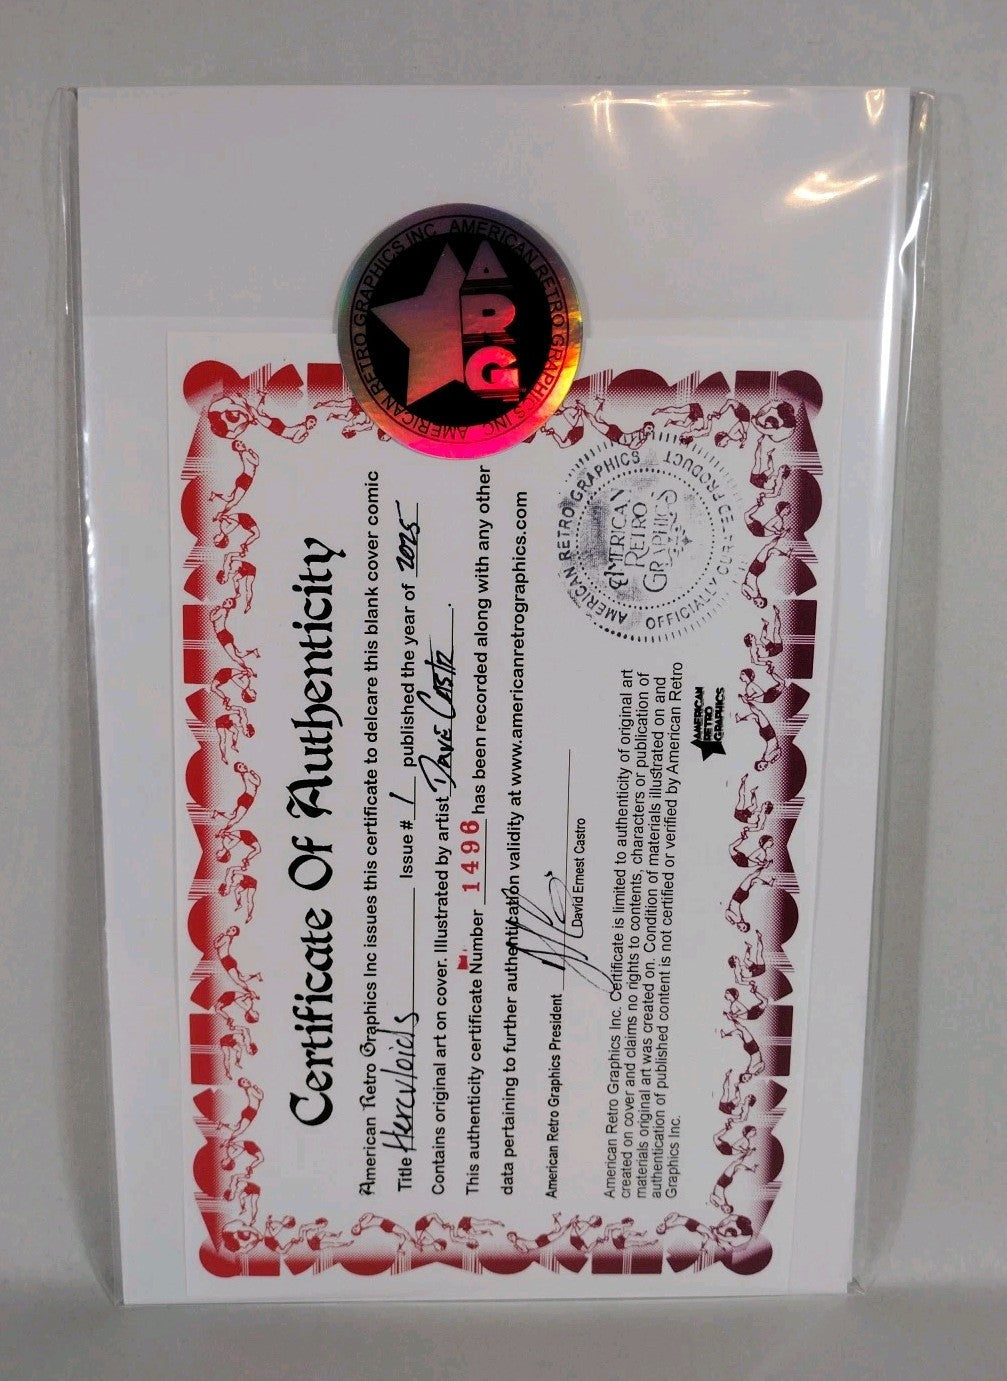 AMERICAN RETRO GRAPHICS INC. AMERICAN RETRO GRAPHICS INC.
ARG
Certificate Of Authenticity
American Retro Graphics Inc issues this certificate to delcare this blank cover comic
Title Herculoids Issue # 1 published the year of 2025
Contains original art on cover. Illustrated by artist Dave Castro.
This authenticity certificate Number 1496 has been recorded along with any other
data pertaining to further authentication validity at www.americanretrographics.com
American Retro Graphics President
David Ernest Castro
American Retro Graphics Inc. Certificate is limited to authenticity of original art
created on cover and claims no rights to contents, characters or publication of
materials original art was created on. Condition of materials illustrated on and
authentication of published content is not certified or verified by American Retro
Graphics Inc.
AMERICAN
RETRO
GRAPHICS
AMERICAN RETRO GRAPHICS
OFFICIALLY CURATED PRODUCT
AMERICAN
RETRO
GRAPHICS